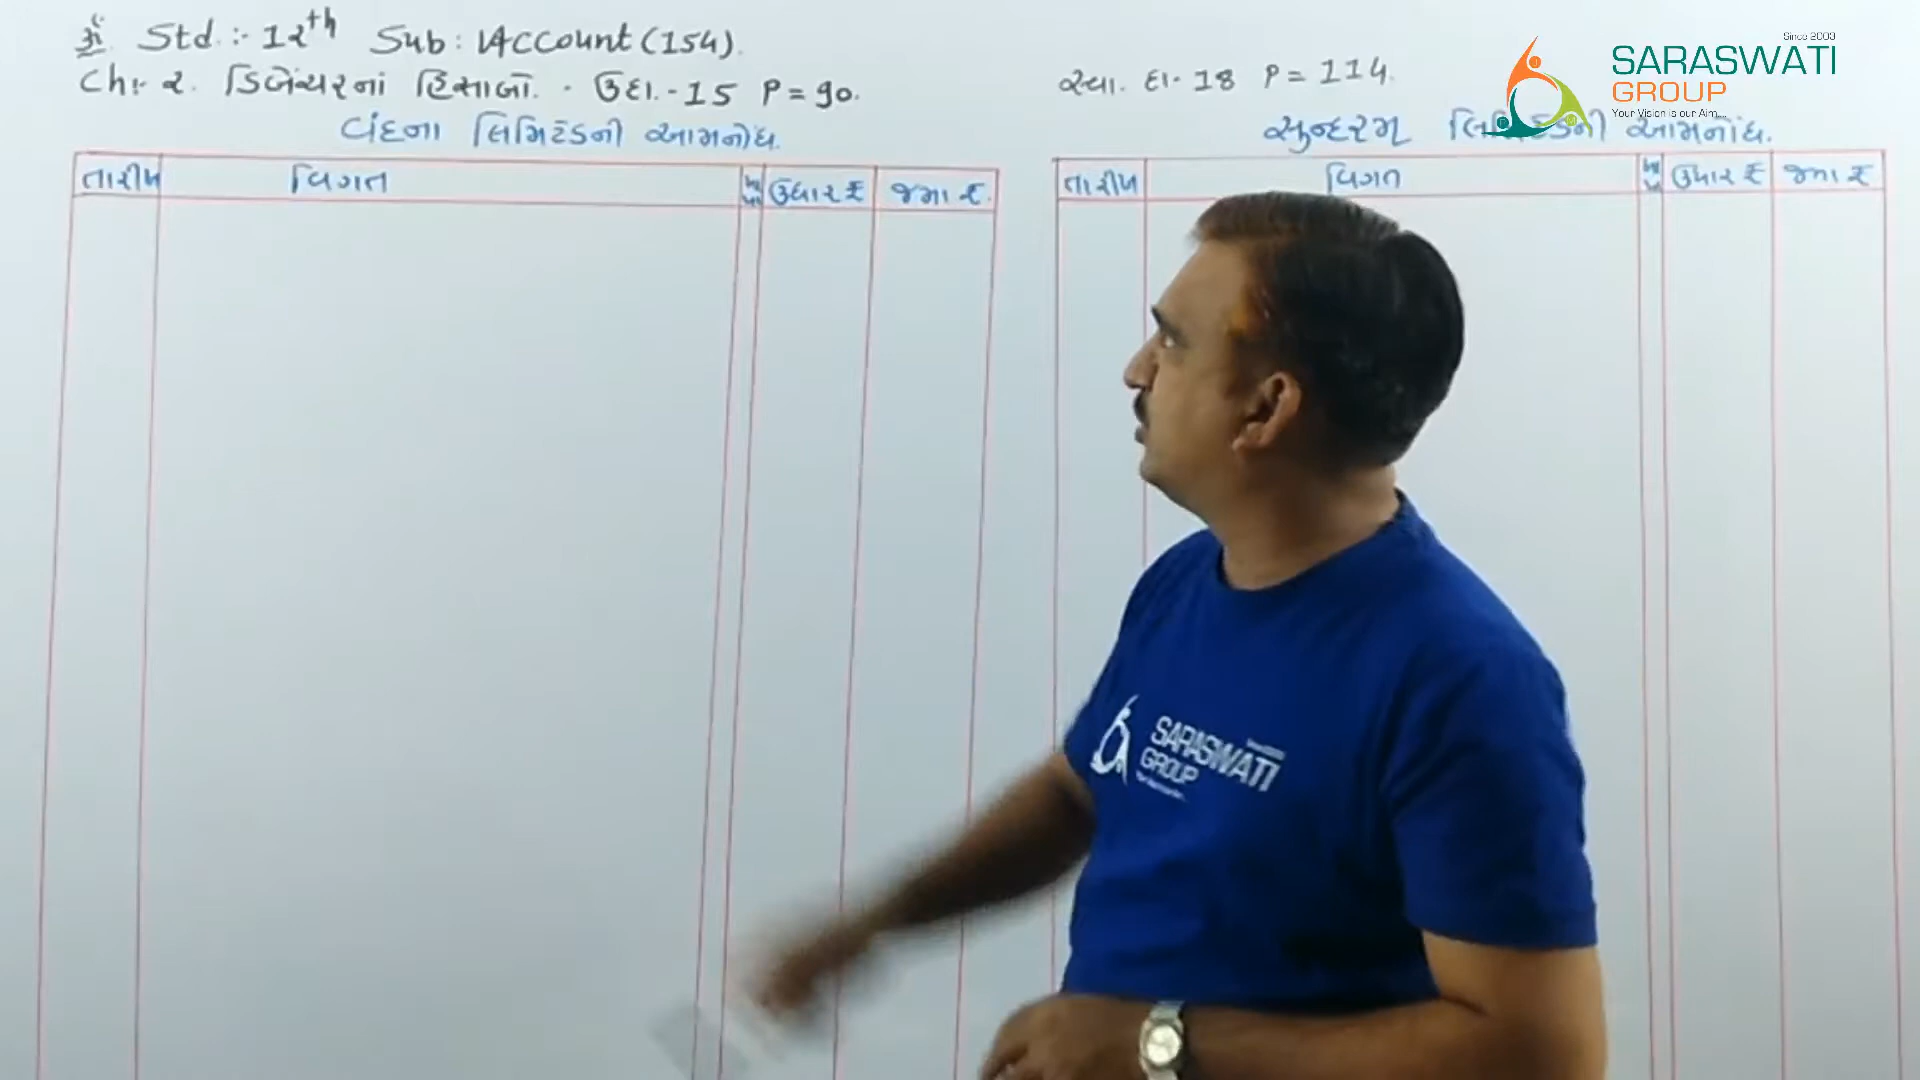 ૐ Std :- 12th Sub : Account (154).
Ch :- 2. ડિબેન્ચરનાં હિસાબો. - ઉદા.-15 P = 90.
વંદના લિમિટેડની આમનોંધ.
તારીખ વિગત ખા પા ઉધાર ₹ જમા ₹.
સ્વા. દા.- 18 P = 114.
સુન્દરમ્ લિમિટેડની આમનોંધ.
તારીખ વિગત ખા પા ઉધાર ₹ જમા ₹
Since 2003
SARASWATI
GROUP
Your Vision is our Aim....
SARASWATI
GROUP